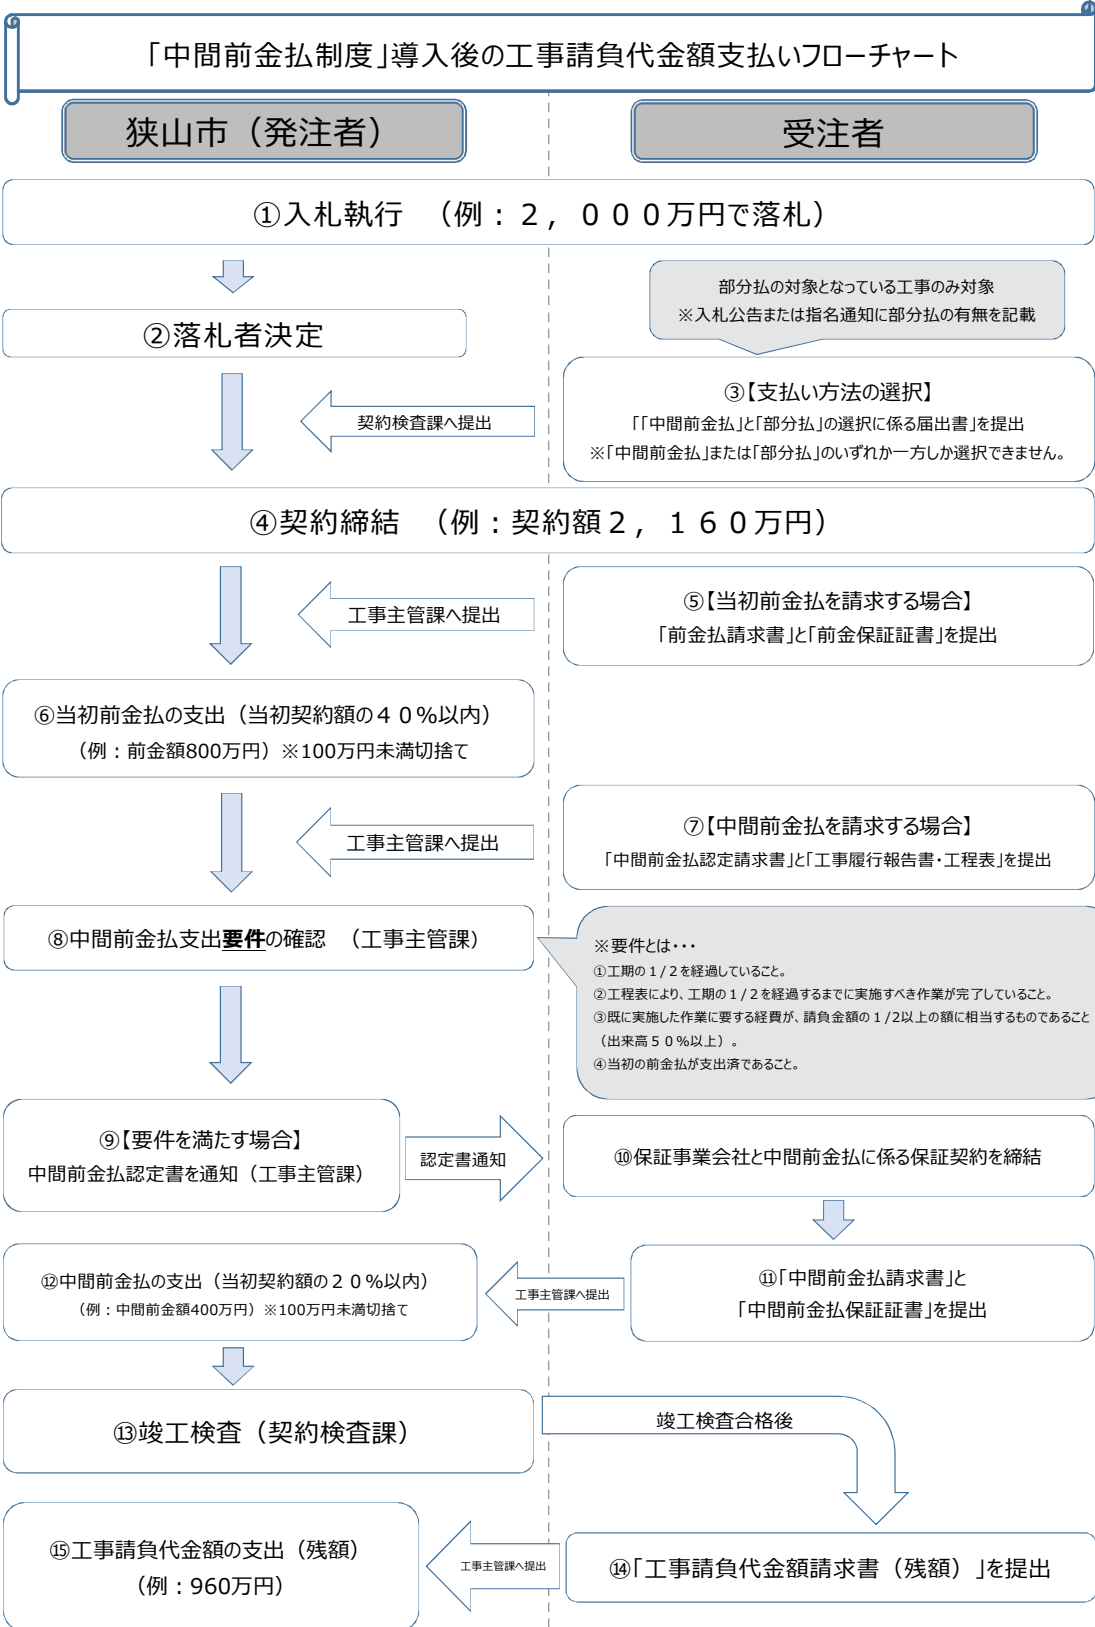 「中間前金払制度」導入後の工事請負代金額支払いフローチャート
狭山市（発注者）
受注者
①入札執行　（例：２，０００万円で落札）
部分払の対象となっている工事のみ対象
※入札公告または指名通知に部分払の有無を記載
②落札者決定
③【支払い方法の選択】
「「中間前金払」と「部分払」の選択に係る届出書」を提出
※「中間前金払」または「部分払」のいずれか一方しか選択できません。
契約検査課へ提出
④契約締結　（例：契約額２，１６０万円）
⑤【当初前金払を請求する場合】
「前金払請求書」と「前金保証証書」を提出
工事主管課へ提出
⑥当初前金払の支出（当初契約額の４０％以内）
（例：前金額800万円）※100万円未満切捨て
⑦【中間前金払を請求する場合】
「中間前金払認定請求書」と「工事履行報告書・工程表」を提出
工事主管課へ提出
⑧中間前金払支出要件の確認　（工事主管課）
※要件とは・・・
①工期の１/２を経過していること。
②工程表により、工期の１/２を経過するまでに実施すべき作業が完了していること。
③既に実施した作業に要する経費が、請負金額の１/２以上の額に相当するものであること
（出来高５０％以上）。
④当初の前金払が支出済であること。
⑨【要件を満たす場合】
中間前金払認定書を通知（工事主管課）
認定書通知
⑩保証事業会社と中間前金払に係る保証契約を締結
⑪「中間前金払請求書」と
「中間前金払保証証書」を提出
工事主管課へ提出
⑫中間前金払の支出（当初契約額の２０％以内）
（例：中間前金額400万円）※100万円未満切捨て
⑬竣工検査（契約検査課）
竣工検査合格後
⑭「工事請負代金額請求書（残額）」を提出
工事主管課へ提出
⑮工事請負代金額の支出（残額）
（例：960万円）